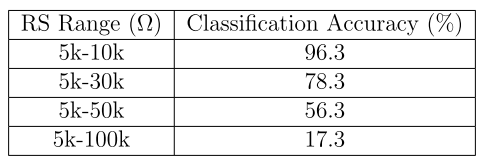 RS Range (Ω) Classification Accuracy (%)
5k-10k 96.3
5k-30k 78.3
5k-50k 56.3
5k-100k 17.3